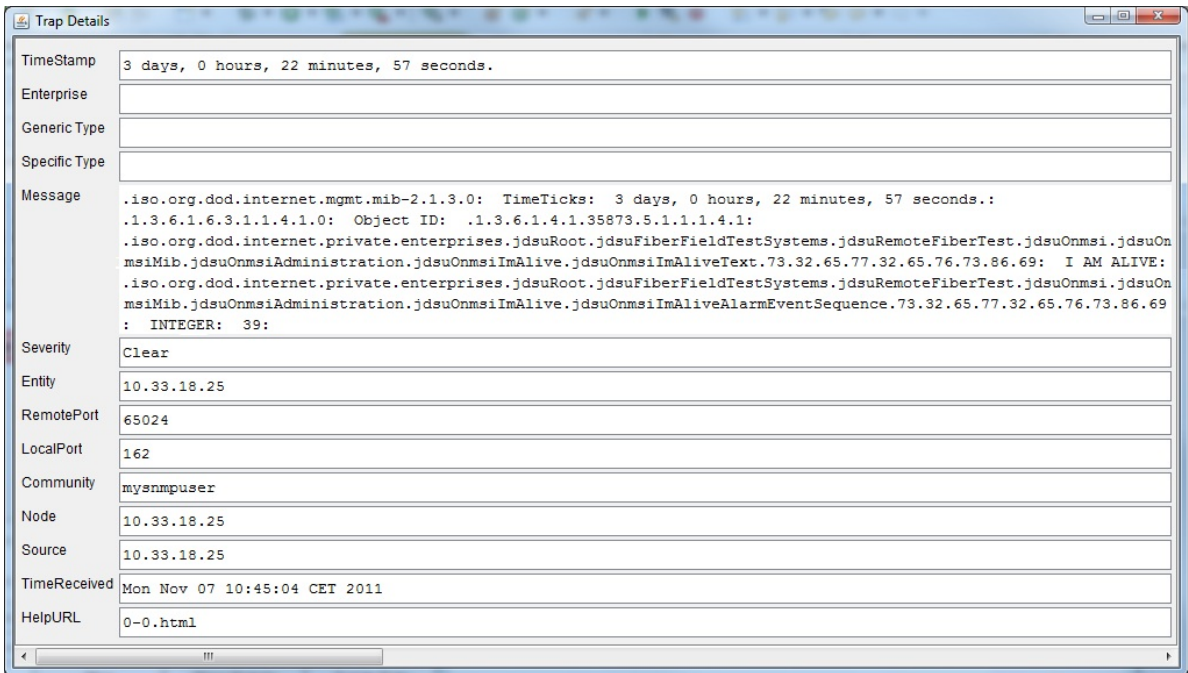 Trap Details
TimeStamp 3 days, 0 hours, 22 minutes, 57 seconds.
Enterprise
Generic Type
Specific Type
Message .iso.org.dod.internet.mgmt.mib-2.1.3.0: TimeTicks: 3 days, 0 hours, 22 minutes, 57 seconds.:
.1.3.6.1.6.3.1.1.4.1.0: Object ID: .1.3.6.1.4.1.35873.5.1.1.1.4.1:
.iso.org.dod.internet.private.enterprises.jdsuRoot.jdsuFiberFieldTestSystems.jdsuRemoteFiberTest.jdsuOnmsi.jdsuOn
msiMib.jdsuOnmsiAdministration.jdsuOnmsiImAlive.jdsuOnmsiImAliveText.73.32.65.77.32.65.76.73.86.69: I AM ALIVE:
.iso.org.dod.internet.private.enterprises.jdsuRoot.jdsuFiberFieldTestSystems.jdsuRemoteFiberTest.jdsuOnmsi.jdsuOn
msiMib.jdsuOnmsiAdministration.jdsuOnmsiImAlive.jdsuOnmsiImAliveAlarmEventSequence.73.32.65.77.32.65.76.73.86.69
: INTEGER: 39:
Severity Clear
Entity 10.33.18.25
RemotePort 65024
LocalPort 162
Community mysnmpuser
Node 10.33.18.25
Source 10.33.18.25
TimeReceived Mon Nov 07 10:45:04 CET 2011
HelpURL 0-0.html